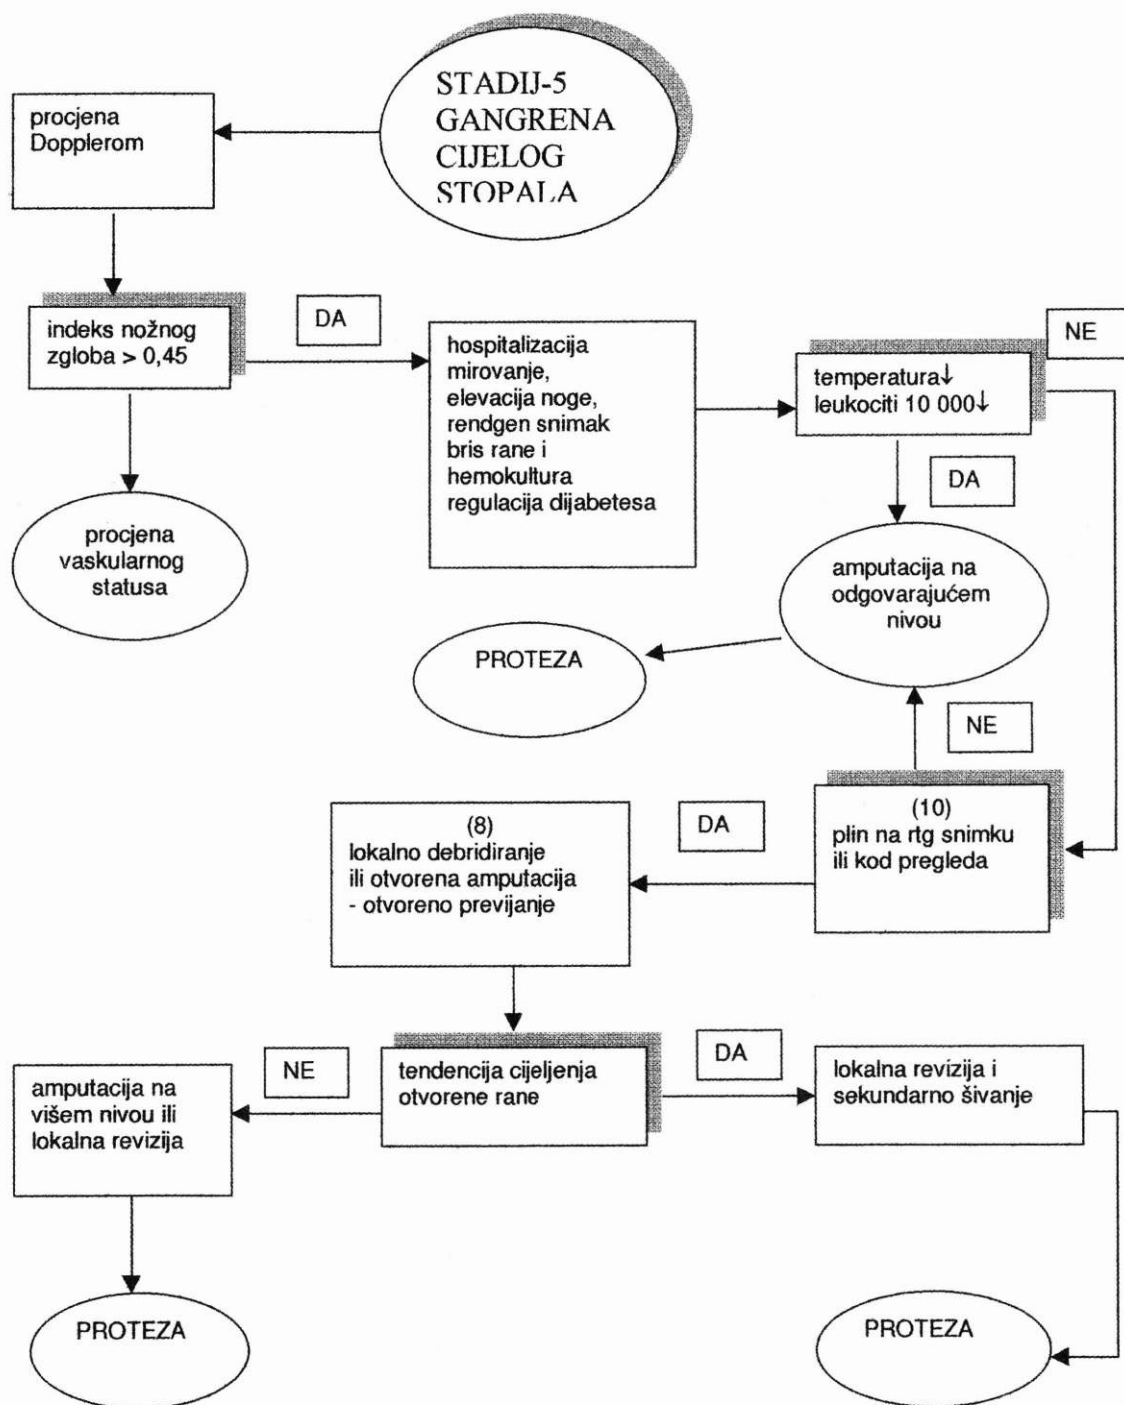 STADIJ-5
GANGRENA
CIJELOG
STOPALA
procjena
Dopplerom
indeks nožnog
zgloba > 0,45
DA
hospitalizacija
mirovanje,
elevacija noge,
rendgen snimak
bris rane i
hemokultura
regulacija dijabetesa
temperatura↓
leukociti 10 000↓
NE
DA
procjena
vaskularnog
statusa
amputacija na
odgovarajućem
nivou
PROTEZA
NE
(10)
plin na rtg snimku
ili kod pregleda
DA
(8)
lokalno debridiranje
ili otvorena amputacija
- otvoreno previjanje
tendencija cijeljenja
otvorene rane
NE
DA
amputacija na
višem nivou ili
lokalna revizija
lokalna revizija i
sekundarno šivanje
PROTEZA
PROTEZA